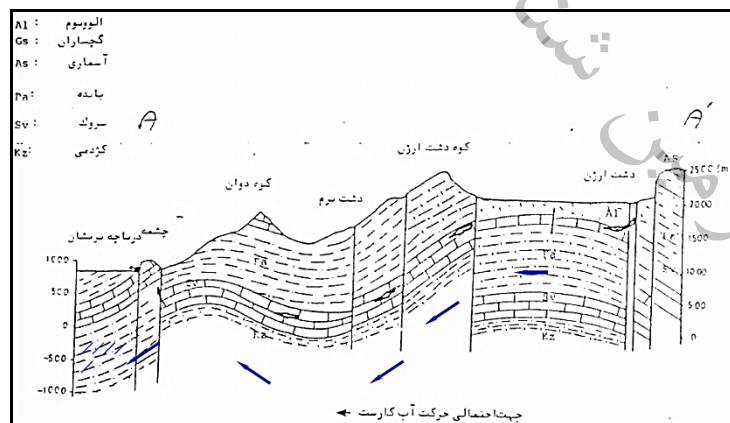 Al : الوویوم
Gs : گچساران
As : آسماری
Pa : پابده
Sv : سروک
Kz: کژدمی
A
A'
کوه دشت ارژن
دشت ارژن
کوه دوان
دشت برم
چشمه
دریاچه پریشان
As
2500 (m
2000
1500
1000
500
0
1000
500
0
-500
-1000
Al
Pa
Pa
Sv
Kz
Kz
جهت احتمالی حرکت آب کارست